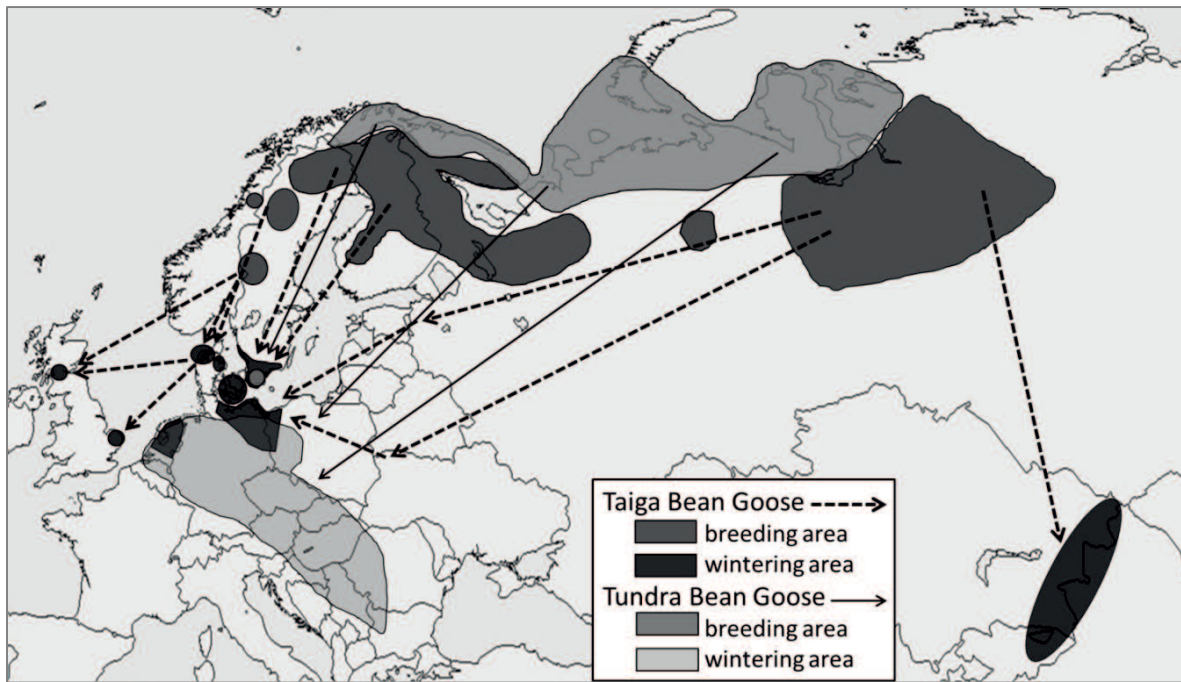 Taiga Bean Goose
breeding area
wintering area
Tundra Bean Goose
breeding area
wintering area